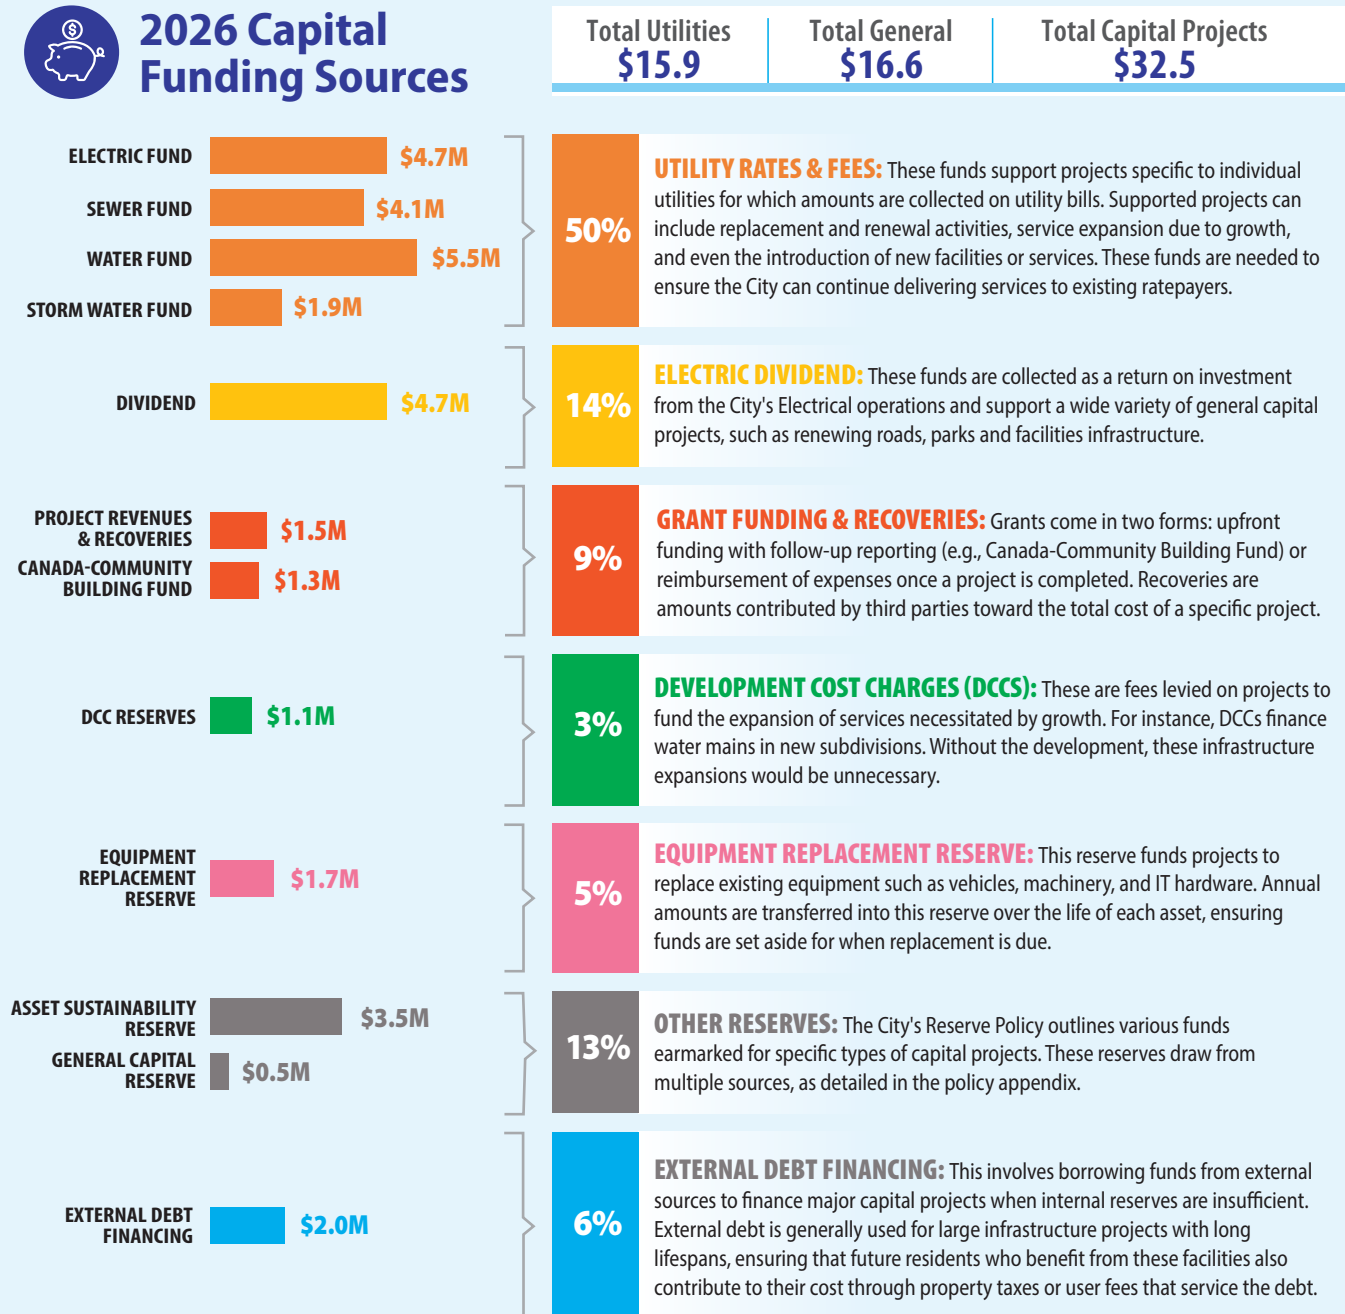 2026 Capital
Funding Sources
Total Utilities
$15.9
Total General
$16.6
Total Capital Projects
$32.5
ELECTRIC FUND
$4.7M
SEWER FUND
$4.1M
WATER FUND
$5.5M
STORM WATER FUND
$1.9M
50%
UTILITY RATES & FEES: These funds support projects specific to individual
utilities for which amounts are collected on utility bills. Supported projects can
include replacement and renewal activities, service expansion due to growth,
and even the introduction of new facilities or services. These funds are needed to
ensure the City can continue delivering services to existing ratepayers.
DIVIDEND
$4.7M
14%
ELECTRIC DIVIDEND: These funds are collected as a return on investment
from the City's Electrical operations and support a wide variety of general capital
projects, such as renewing roads, parks and facilities infrastructure.
PROJECT REVENUES
& RECOVERIES
$1.5M
CANADA-COMMUNITY
BUILDING FUND
$1.3M
9%
GRANT FUNDING & RECOVERIES: Grants come in two forms: upfront
funding with follow-up reporting (e.g., Canada-Community Building Fund) or
reimbursement of expenses once a project is completed. Recoveries are
amounts contributed by third parties toward the total cost of a specific project.
DCC RESERVES
$1.1M
3%
DEVELOPMENT COST CHARGES (DCCS): These are fees levied on projects to
fund the expansion of services necessitated by growth. For instance, DCCs finance
water mains in new subdivisions. Without the development, these infrastructure
expansions would be unnecessary.
EQUIPMENT
REPLACEMENT
RESERVE
$1.7M
5%
EQUIPMENT REPLACEMENT RESERVE: This reserve funds projects to
replace existing equipment such as vehicles, machinery, and IT hardware. Annual
amounts are transferred into this reserve over the life of each asset, ensuring
funds are set aside for when replacement is due.
ASSET SUSTAINABILITY
RESERVE
$3.5M
GENERAL CAPITAL
RESERVE
$0.5M
13%
OTHER RESERVES: The City's Reserve Policy outlines various funds
earmarked for specific types of capital projects. These reserves draw from
multiple sources, as detailed in the policy appendix.
EXTERNAL DEBT
FINANCING
$2.0M
6%
EXTERNAL DEBT FINANCING: This involves borrowing funds from external
sources to finance major capital projects when internal reserves are insufficient.
External debt is generally used for large infrastructure projects with long
lifespans, ensuring that future residents who benefit from these facilities also
contribute to their cost through property taxes or user fees that service the debt.